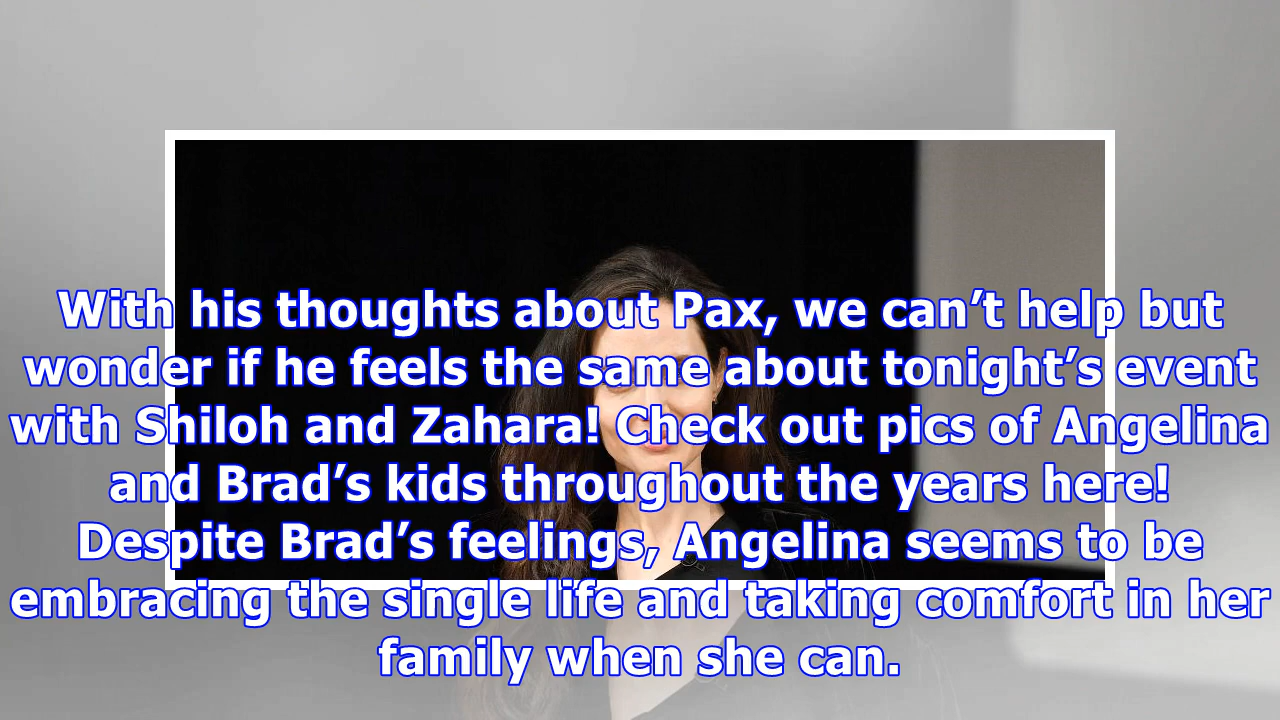 With his thoughts about Pax, we can’t help but
wonder if he feels the same about tonight’s event
with Shiloh and Zahara! Check out pics of Angelina
and Brad’s kids throughout the years here!
Despite Brad’s feelings, Angelina seems to be
embracing the single life and taking comfort in her
family when she can.